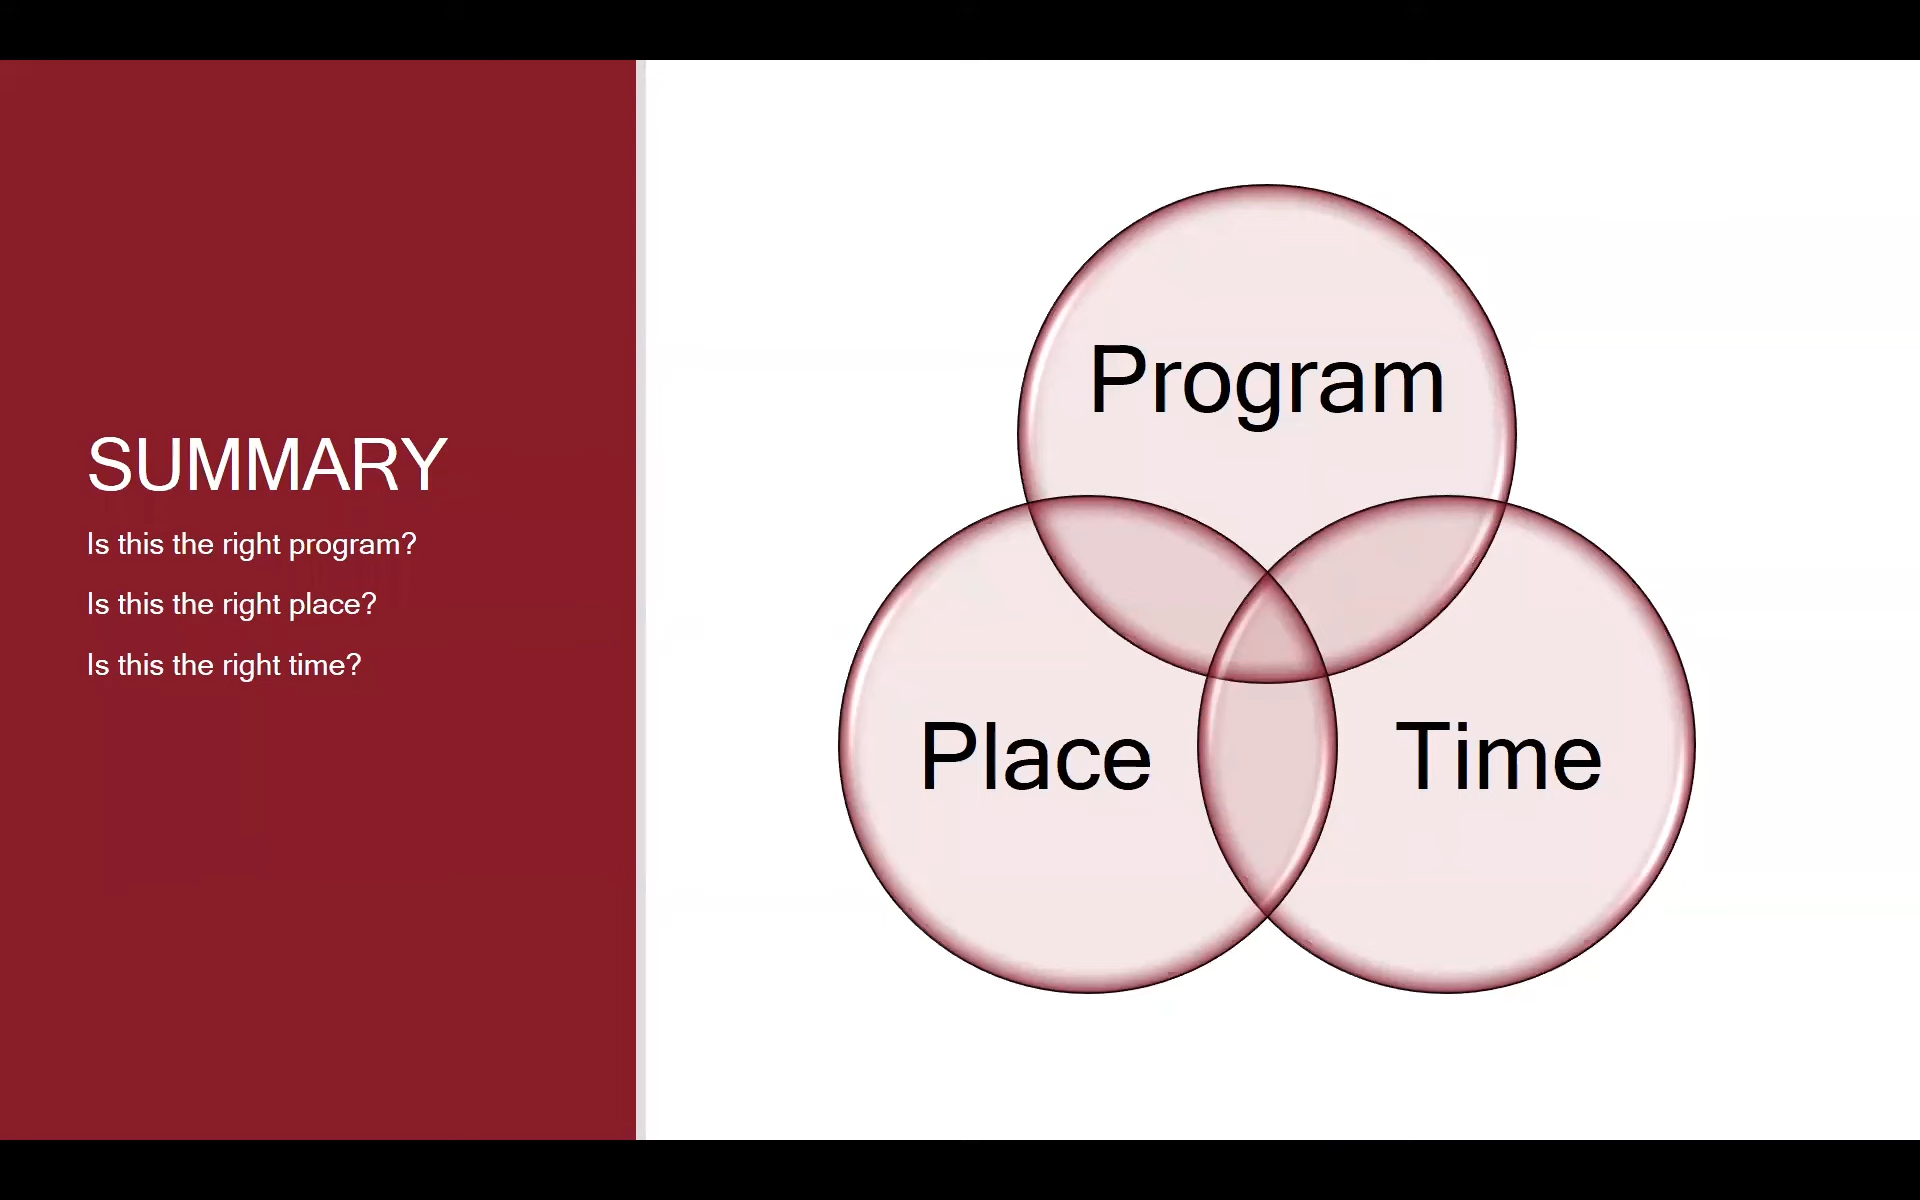 SUMMARY
Is this the right program?
Is this the right place?
Is this the right time?
Program
Place
Time